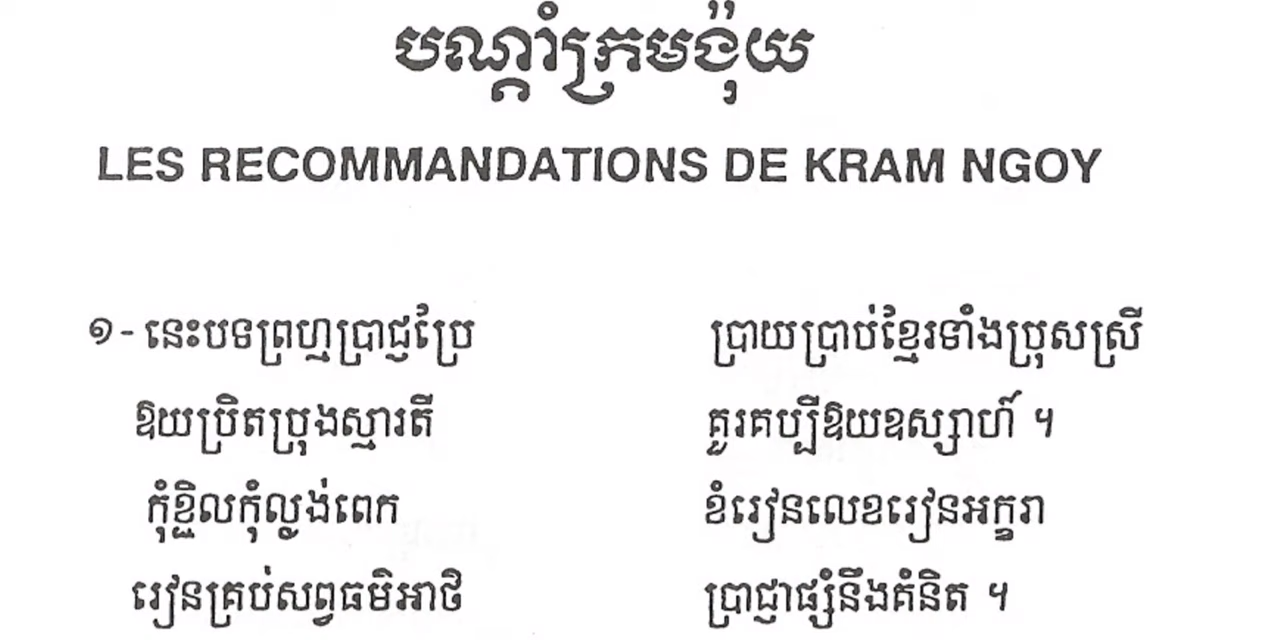 បណ្ដាំក្រមង៉ុយ
LES RECOMMANDATIONS DE KRAM NGOY
១- នេះបទព្រហ្មប្រាជ្ញប្រែ ប្រាយប្រាប់ខ្មែរទាំងប្រុសស្រី
ឱយប្រិតប្រុងស្មារតី គួរគប្បីឱយឧស្សាហ៍ ។
កុំខ្ជិលកុំល្ងង់ពេក ខំរៀនលេខរៀនអក្ខរា
រៀនគ្រប់សព្វធម៌អាថិ ប្រាជ្ញាផ្សំនឹងគំនិត ។